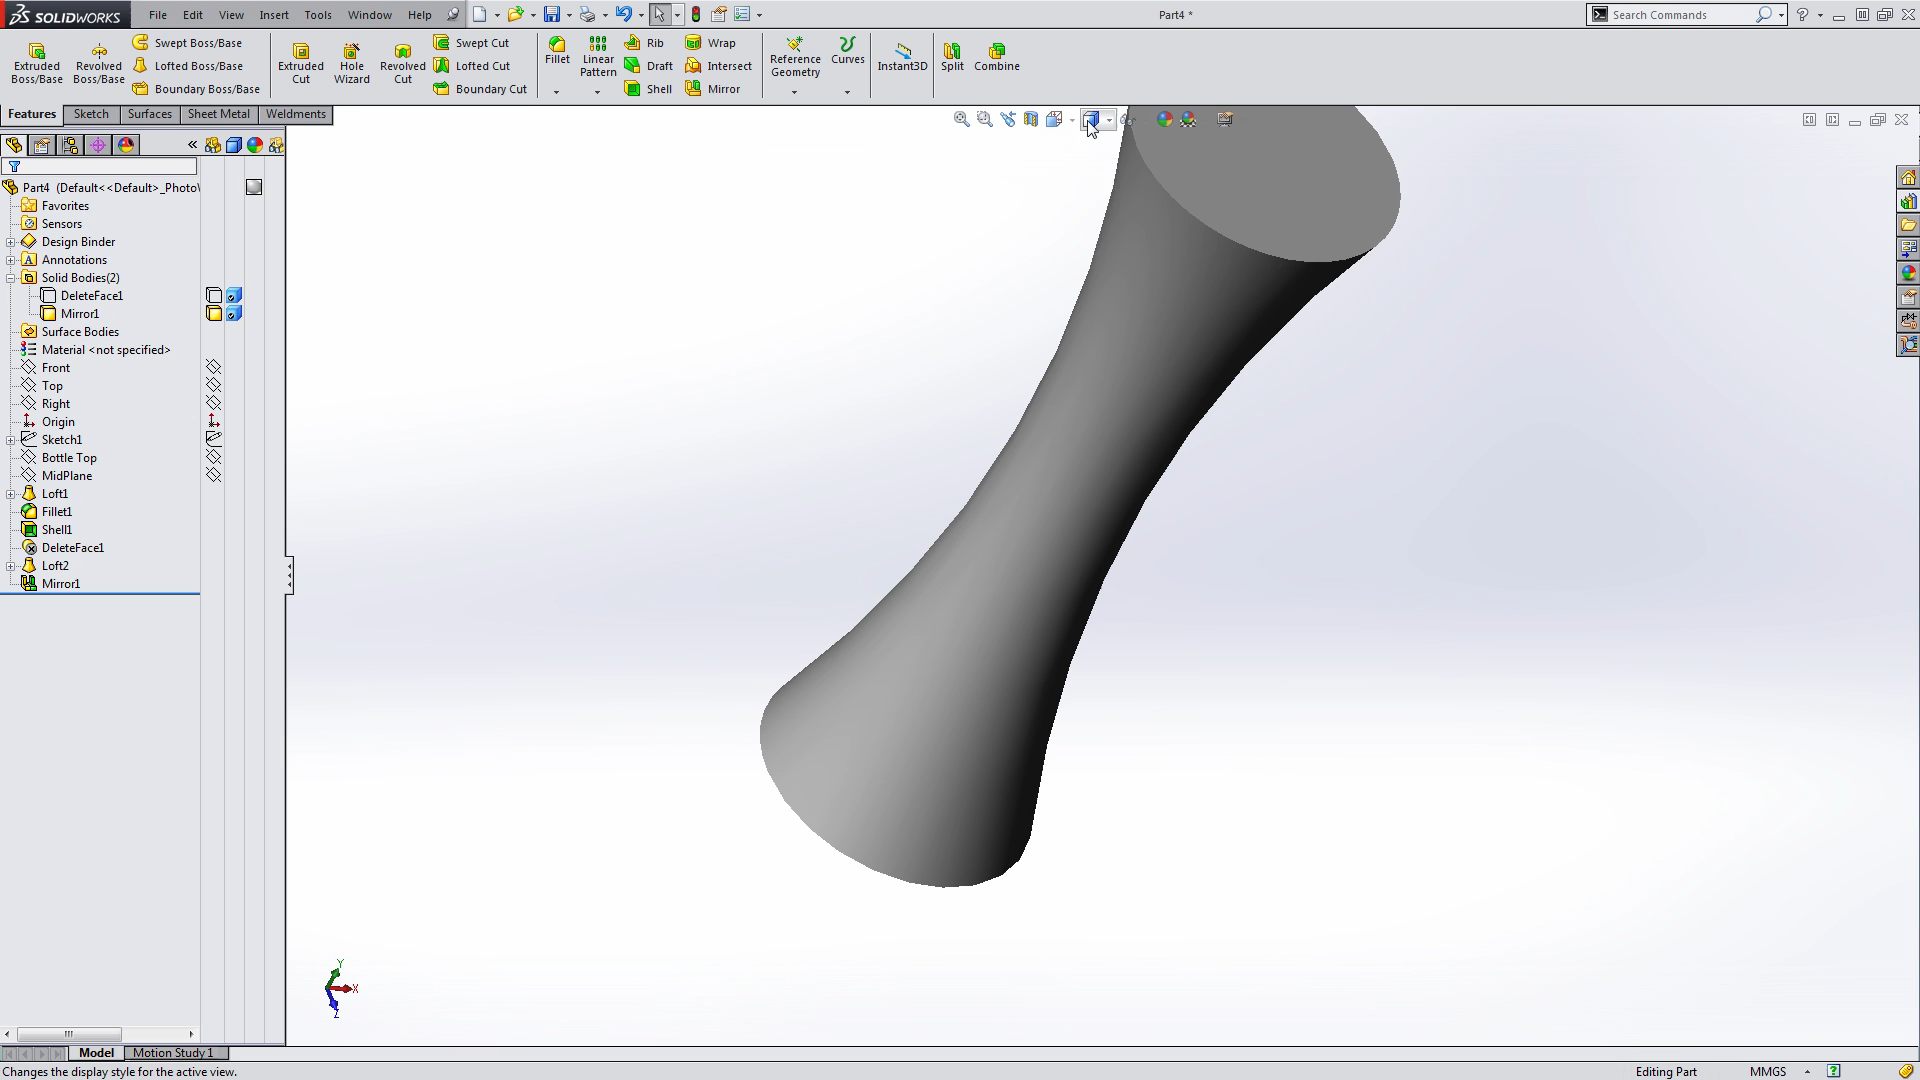 SOLIDWORKS File Edit View Insert Tools Window Help Part4 * Search Commands
Extruded Boss/Base
Revolved Boss/Base
Swept Boss/Base
Lofted Boss/Base
Boundary Boss/Base
Extruded Cut
Hole Wizard
Revolved Cut
Swept Cut
Lofted Cut
Boundary Cut
Fillet
Linear Pattern
Rib
Draft
Shell
Wrap
Intersect
Mirror
Reference Geometry
Curves
Instant3D
Split
Combine
Features Sketch Surfaces Sheet Metal Weldments
Part4 (Default<<Default>_Photo
Favorites
Sensors
Design Binder
Annotations
Solid Bodies(2)
DeleteFace1
Mirror1
Surface Bodies
Material <not specified>
Front
Top
Right
Origin
Sketch1
Bottle Top
MidPlane
Loft1
Fillet1
Shell1
DeleteFace1
Loft2
Mirror1
Y
X
Z
Model Motion Study 1
Changes the display style for the active view. Editing Part MMGS